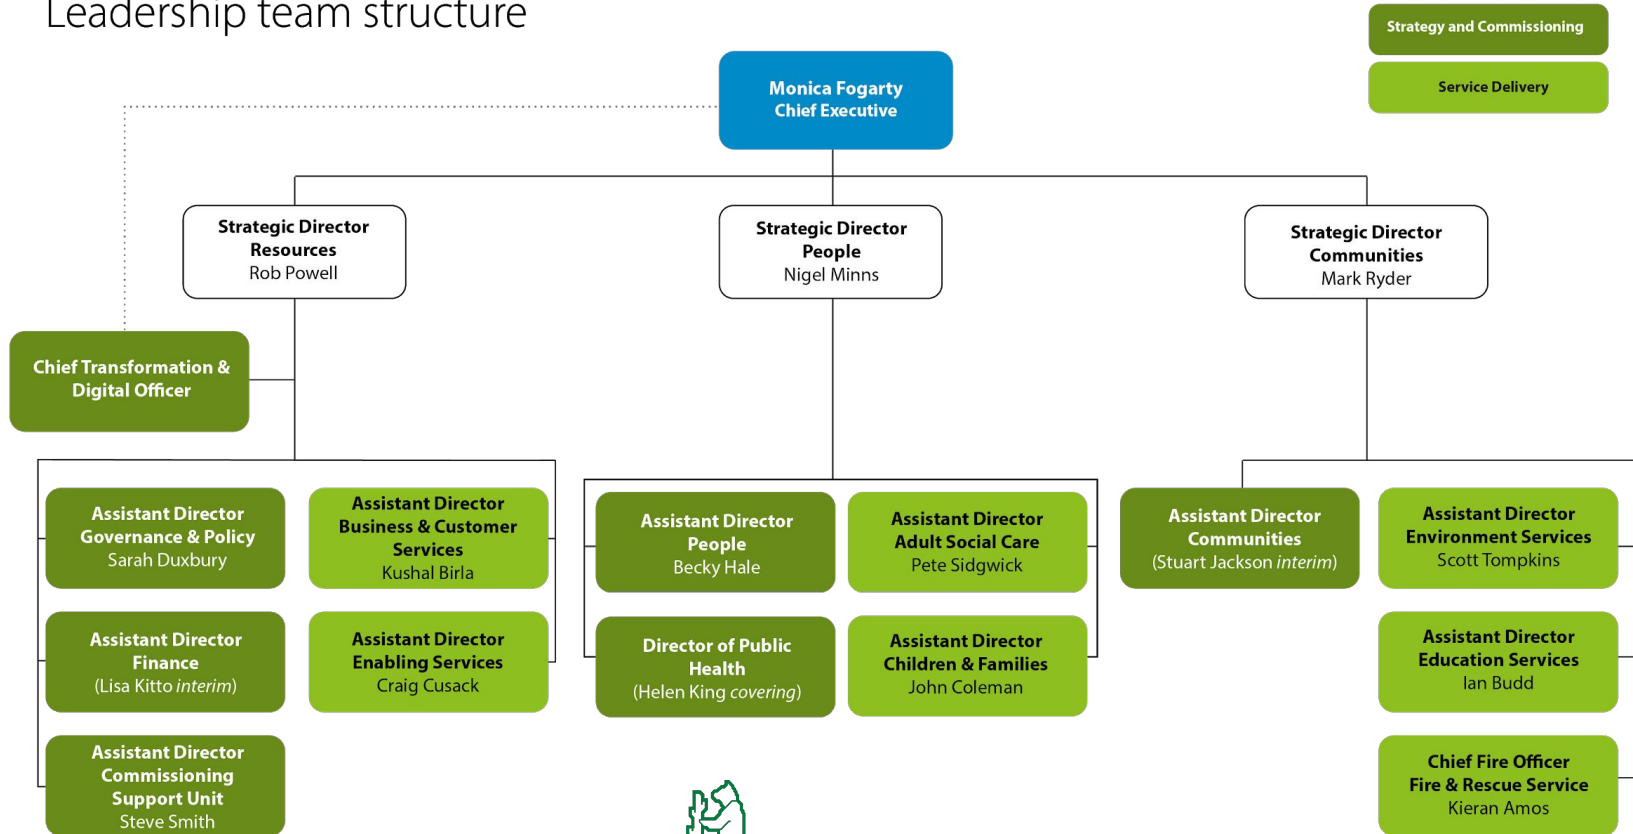 Leadership team structure
Strategy and Commissioning
Service Delivery
Monica Fogarty
Chief Executive
Strategic Director
Resources
Rob Powell
Strategic Director
People
Nigel Minns
Strategic Director
Communities
Mark Ryder
Chief Transformation &
Digital Officer
Assistant Director
Governance & Policy
Sarah Duxbury
Assistant Director
Business & Customer
Services
Kushal Birla
Assistant Director
Finance
(Lisa Kitto interim)
Assistant Director
Enabling Services
Craig Cusack
Assistant Director
Commissioning
Support Unit
Steve Smith
Assistant Director
People
Becky Hale
Assistant Director
Adult Social Care
Pete Sidgwick
Director of Public
Health
(Helen King covering)
Assistant Director
Children & Families
John Coleman
Assistant Director
Communities
(Stuart Jackson interim)
Assistant Director
Environment Services
Scott Tompkins
Assistant Director
Education Services
Ian Budd
Chief Fire Officer
Fire & Rescue Service
Kieran Amos